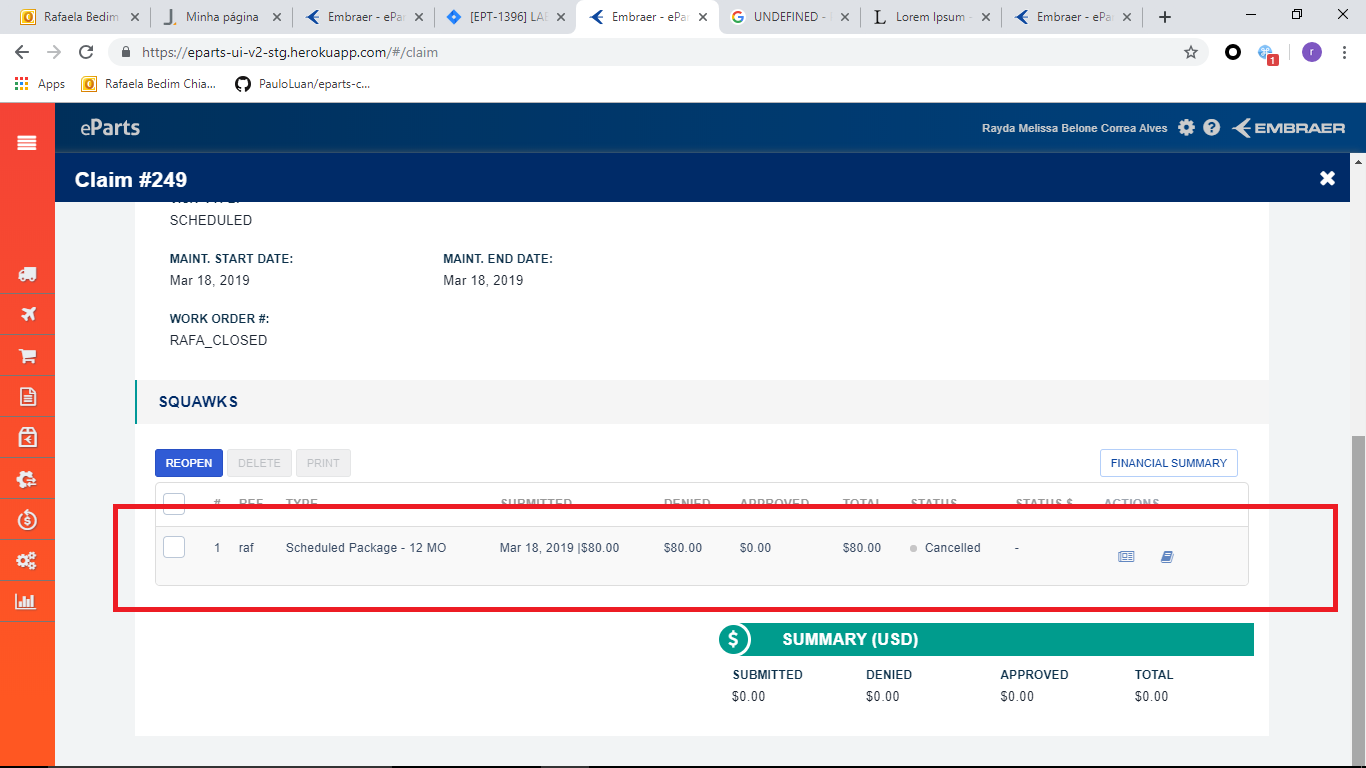 Rafaela Bedim
Minha página
Embraer - ePar
[EPT-1396] LAB
Embraer - ePar
UNDEFINED -
Lorem Ipsum -
Embraer - ePar
https://eparts-ui-v2-stg.herokuapp.com/#/claim
1
r
Apps
Rafaela Bedim Chia...
PauloLuan/eparts-c...
eParts
Rayda Melissa Belone Correa Alves
EMBRAER
Claim #249
SCHEDULED
MAINT. START DATE:
MAINT. END DATE:
Mar 18, 2019
Mar 18, 2019
WORK ORDER #:
RAFA_CLOSED
SQUAWKS
REOPEN
DELETE
PRINT
FINANCIAL SUMMARY
# REF TYPE SUBMITTED DENIED APPROVED TOTAL STATUS STATUS $ ACTIONS
1 raf Scheduled Package - 12 MO Mar 18, 2019 |$80.00 $80.00 $0.00 $80.00 Cancelled -
$ SUMMARY (USD)
SUBMITTED DENIED APPROVED TOTAL
$0.00 $0.00 $0.00 $0.00